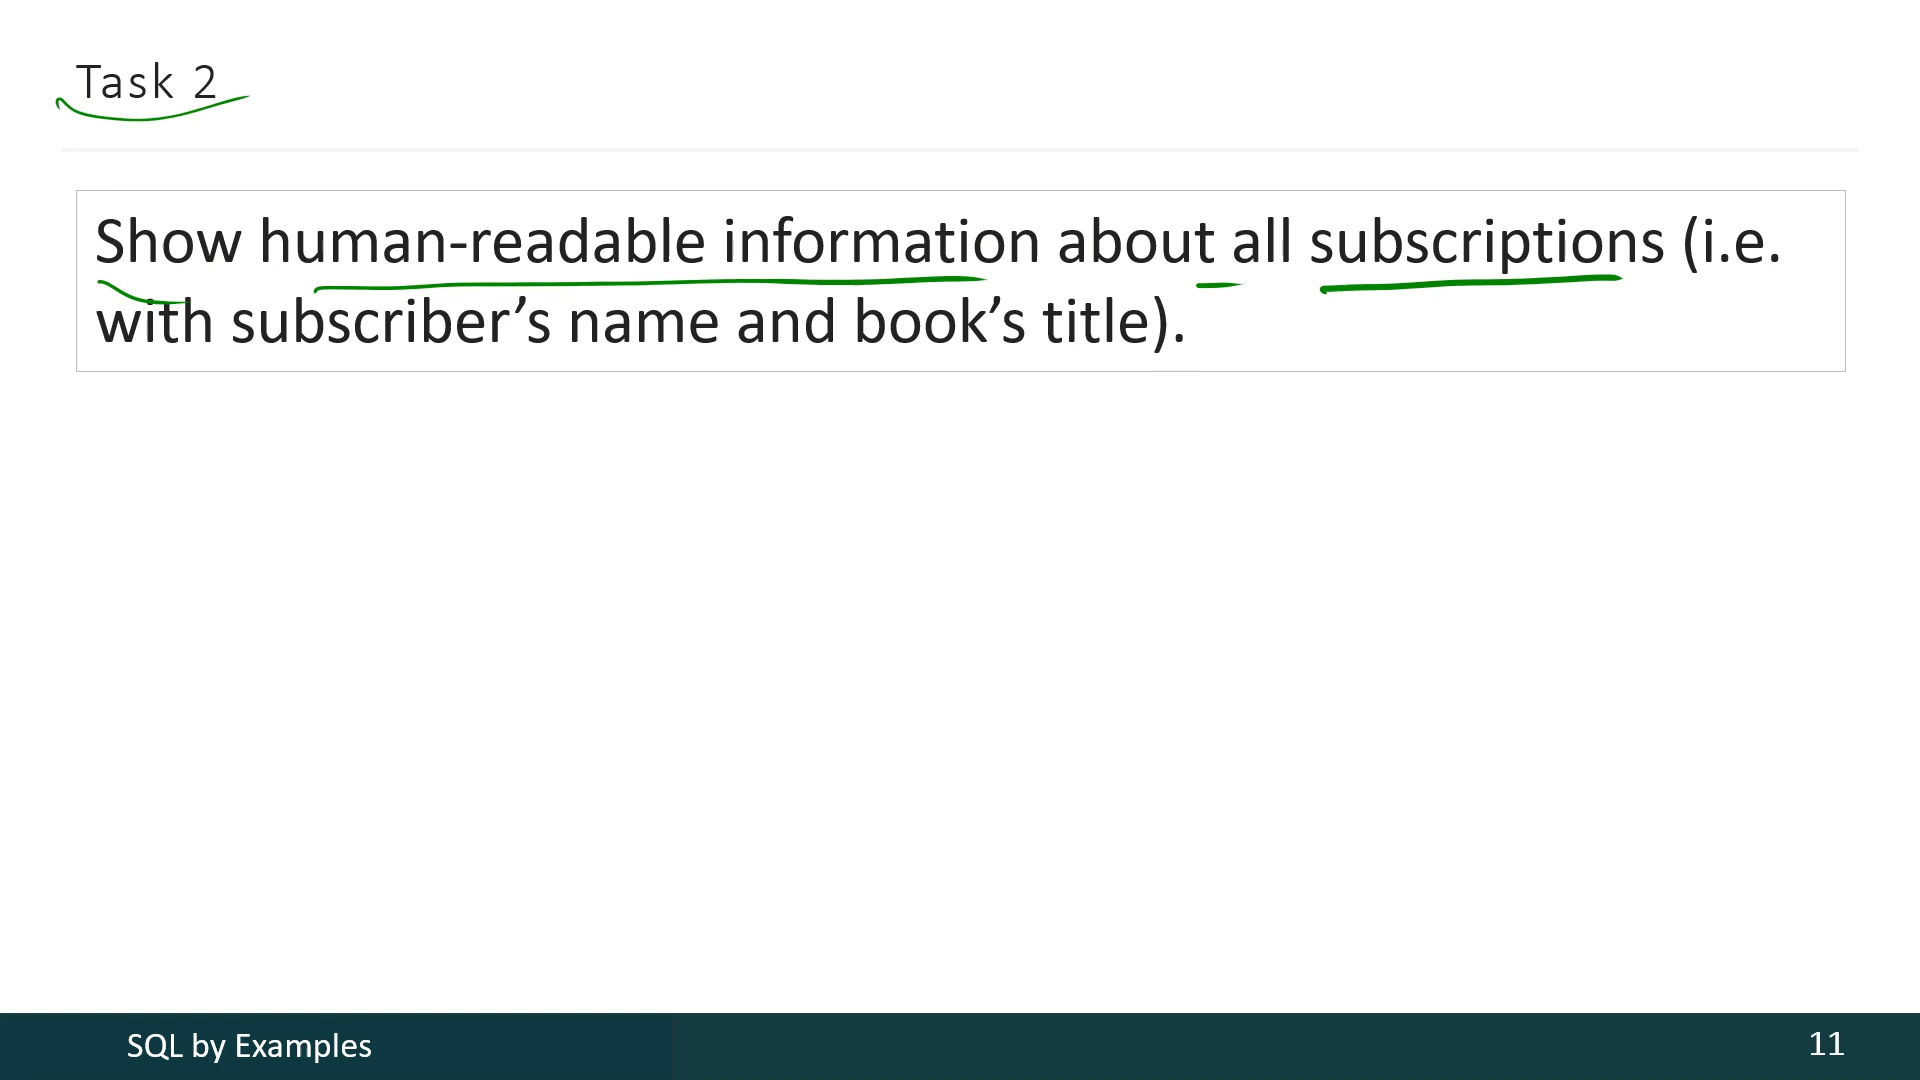 Task 2
Show human-readable information about all subscriptions (i.e.
with subscriber’s name and book’s title).
SQL by Examples
11